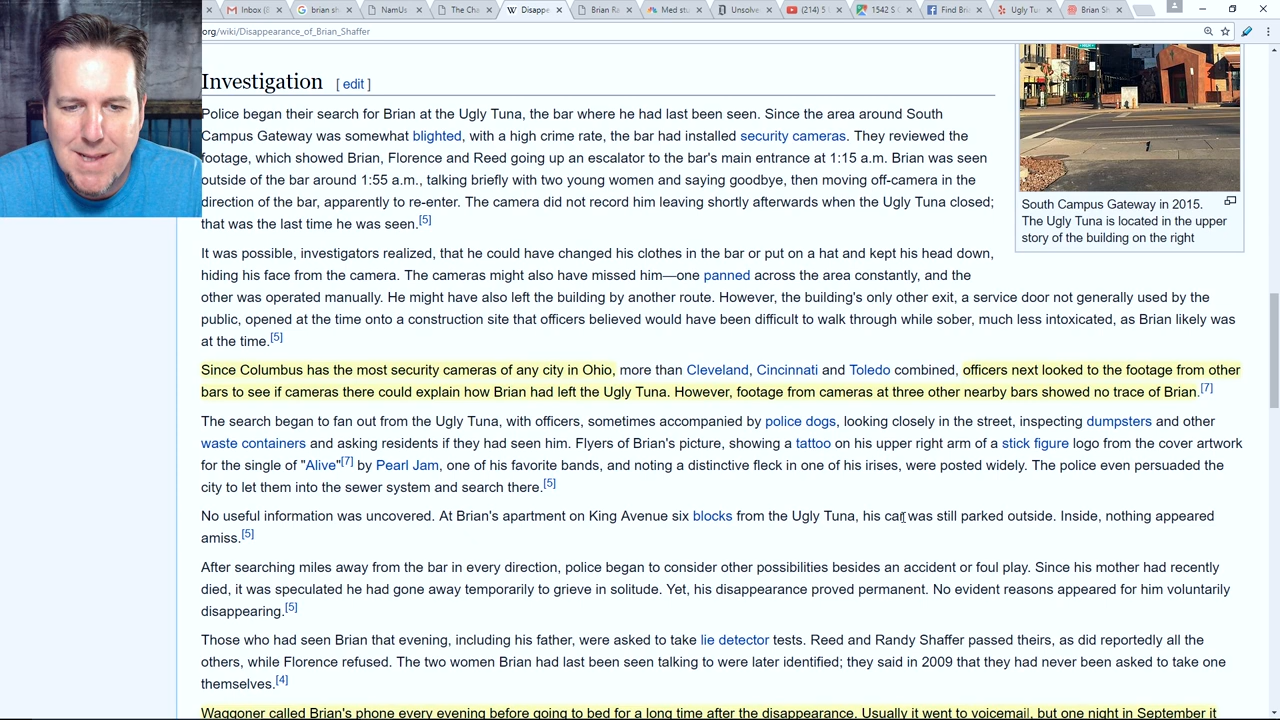 Inbox (8
brian sh
NamUs
The Cha
W Disappe
Brian Ra
Med stu
Unsolve
(214) 5
1542 S
Find Bri
Ugly Tu
Brian Sh
org/wiki/Disappearance_of_Brian_Shaffer
Investigation [ edit ]
Police began their search for Brian at the Ugly Tuna, the bar where he had last been seen. Since the area around South
Campus Gateway was somewhat blighted, with a high crime rate, the bar had installed security cameras. They reviewed the
footage, which showed Brian, Florence and Reed going up an escalator to the bar's main entrance at 1:15 a.m. Brian was seen
outside of the bar around 1:55 a.m., talking briefly with two young women and saying goodbye, then moving off-camera in the
direction of the bar, apparently to re-enter. The camera did not record him leaving shortly afterwards when the Ugly Tuna closed;
that was the last time he was seen.[5]
South Campus Gateway in 2015.
The Ugly Tuna is located in the upper
story of the building on the right
It was possible, investigators realized, that he could have changed his clothes in the bar or put on a hat and kept his head down,
hiding his face from the camera. The cameras might also have missed him—one panned across the area constantly, and the
other was operated manually. He might have also left the building by another route. However, the building's only other exit, a service door not generally used by the
public, opened at the time onto a construction site that officers believed would have been difficult to walk through while sober, much less intoxicated, as Brian likely was
at the time.[5]
Since Columbus has the most security cameras of any city in Ohio, more than Cleveland, Cincinnati and Toledo combined, officers next looked to the footage from other
bars to see if cameras there could explain how Brian had left the Ugly Tuna. However, footage from cameras at three other nearby bars showed no trace of Brian.[7]
The search began to fan out from the Ugly Tuna, with officers, sometimes accompanied by police dogs, looking closely in the street, inspecting dumpsters and other
waste containers and asking residents if they had seen him. Flyers of Brian's picture, showing a tattoo on his upper right arm of a stick figure logo from the cover artwork
for the single of "Alive"[7] by Pearl Jam, one of his favorite bands, and noting a distinctive fleck in one of his irises, were posted widely. The police even persuaded the
city to let them into the sewer system and search there.[5]
No useful information was uncovered. At Brian's apartment on King Avenue six blocks from the Ugly Tuna, his car was still parked outside. Inside, nothing appeared
amiss.[5]
After searching miles away from the bar in every direction, police began to consider other possibilities besides an accident or foul play. Since his mother had recently
died, it was speculated he had gone away temporarily to grieve in solitude. Yet, his disappearance proved permanent. No evident reasons appeared for him voluntarily
disappearing.[5]
Those who had seen Brian that evening, including his father, were asked to take lie detector tests. Reed and Randy Shaffer passed theirs, as did reportedly all the
others, while Florence refused. The two women Brian had last been seen talking to were later identified; they said in 2009 that they had never been asked to take one
themselves.[4]
Waggoner called Brian's phone every evening before going to bed for a long time after the disappearance. Usually it went to voicemail, but one night in September it